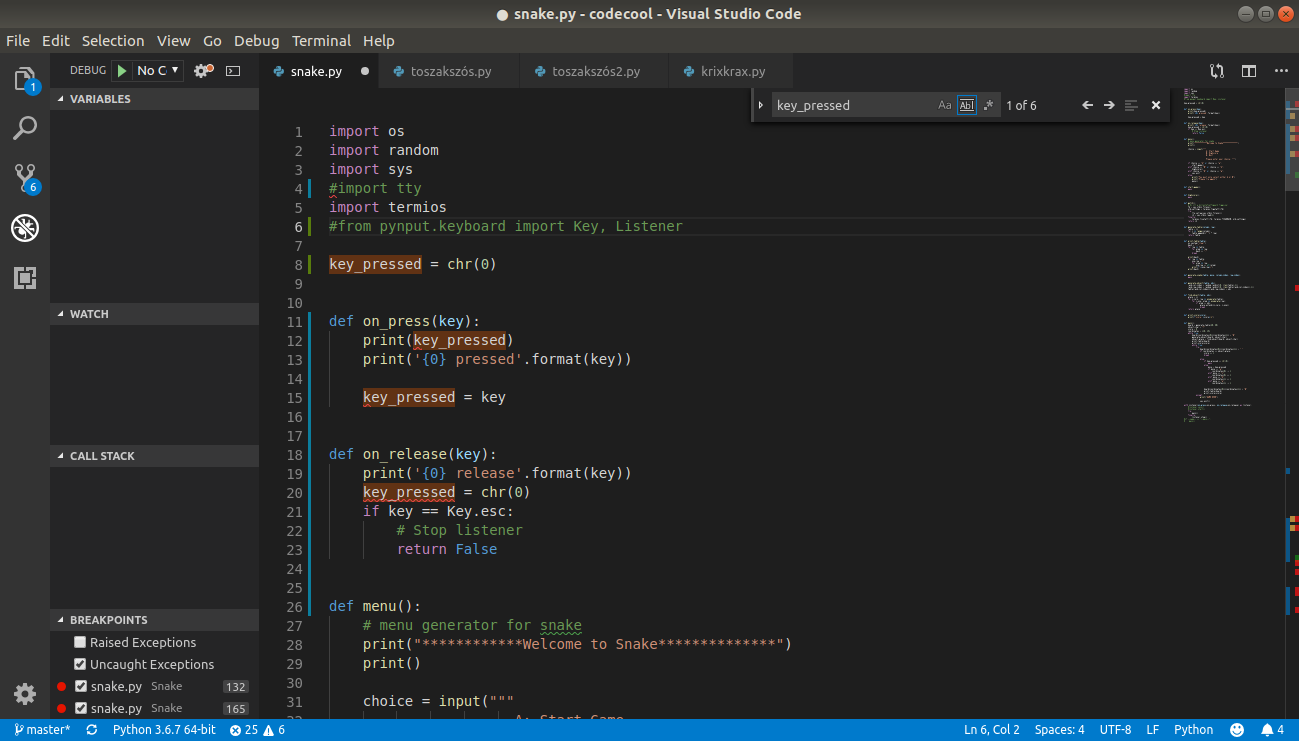 snake.py - codecool - Visual Studio Code
File Edit Selection View Go Debug Terminal Help
DEBUG No C
snake.py toszakszós.py toszakszós2.py krixkrax.py
key_pressed Aa Abl .* 1 of 6
1
VARIABLES
1 import os
2 import random
3 import sys
4 #import tty
5 import termios
6 #from pynput.keyboard import Key, Listener
7
8 key_pressed = chr(0)
9
10
11 def on_press(key):
12 print(key_pressed)
13 print('{0} pressed'.format(key))
14
15 key_pressed = key
16
17
18 def on_release(key):
19 print('{0} release'.format(key))
20 key_pressed = chr(0)
21 if key == Key.esc:
22 # Stop listener
23 return False
24
25
26 def menu():
27 # menu generator for snake
28 print("************Welcome to Snake**************")
29 print()
30
31 choice = input("""
A: Start Game
6
WATCH
CALL STACK
BREAKPOINTS
Raised Exceptions
Uncaught Exceptions
snake.py Snake 132
snake.py Snake 165
master* Python 3.6.7 64-bit 25 6 Ln 6, Col 2 Spaces: 4 UTF-8 LF Python 4